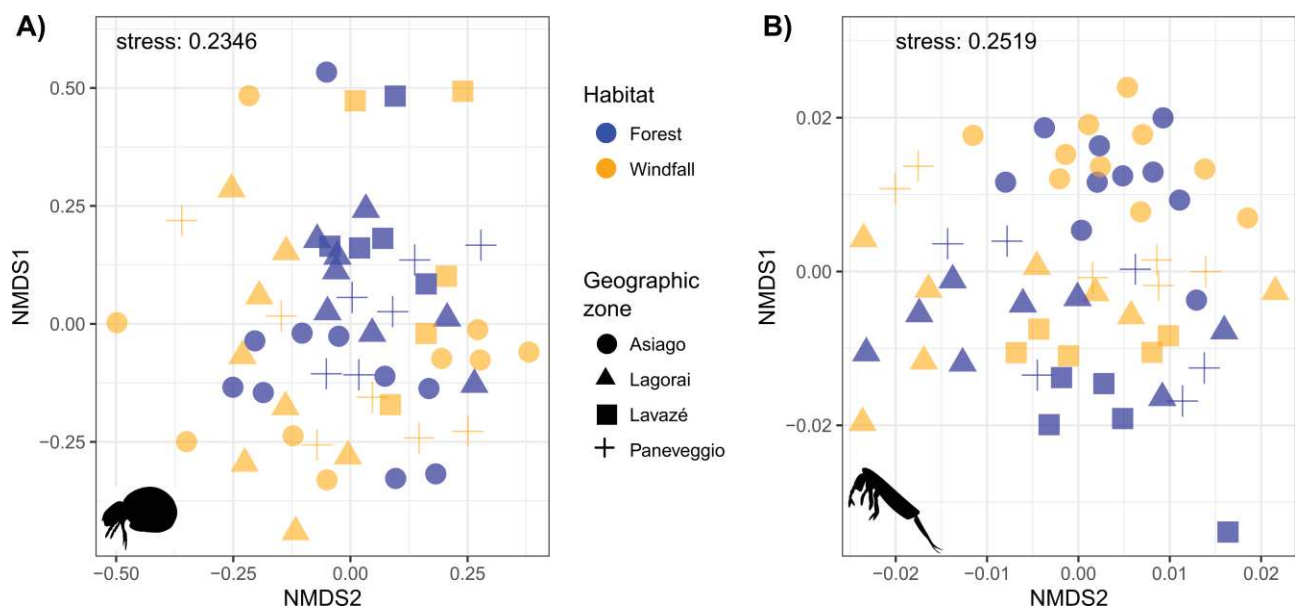 A)
stress: 0.2346
0.50
0.25
0.00
−0.25
NMDS1
−0.50
−0.25
0.00
0.25
NMDS2
Habitat
Forest
Windfall
Geographic
zone
Asiago
Lagorai
Lavazé
Paneveggio
B)
stress: 0.2519
0.02
0.00
−0.02
NMDS1
−0.02
−0.01
0.00
0.01
0.02
NMDS2